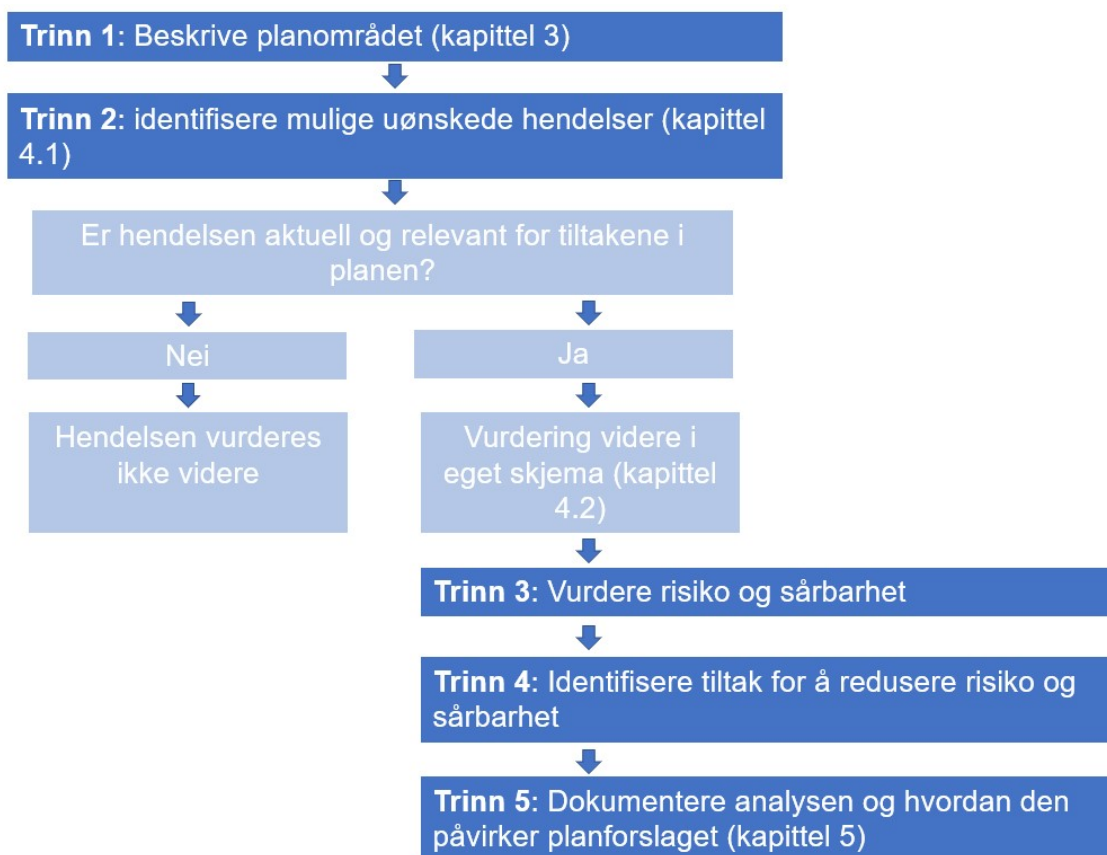 Trinn 1: Beskrive planområdet (kapittel 3)
Trinn 2: identifisere mulige uønskede hendelser (kapittel
4.1)
Er hendelsen aktuell og relevant for tiltakene i
planen?
Nei
Ja
Hendelsen vurderes
ikke videre
Vurdering videre i
eget skjema (kapittel
4.2)
Trinn 3: Vurdere risiko og sårbarhet
Trinn 4: Identifisere tiltak for å redusere risiko og
sårbarhet
Trinn 5: Dokumentere analysen og hvordan den
påvirker planforslaget (kapittel 5)